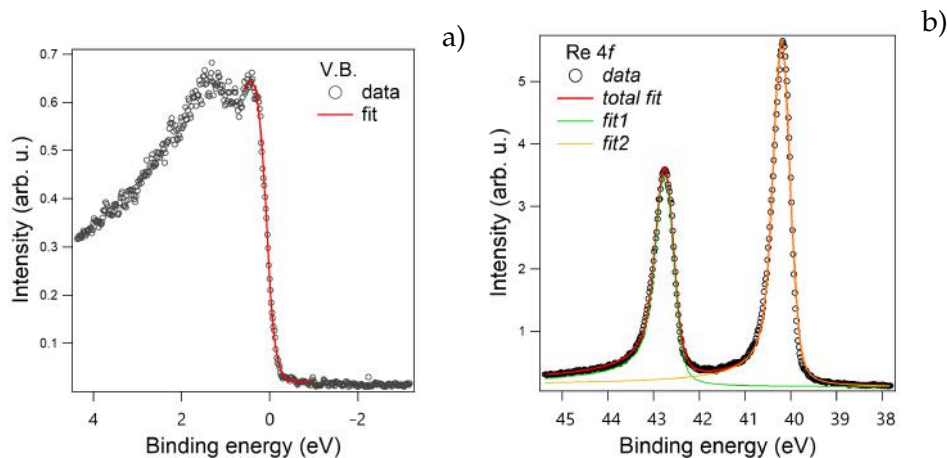 a)
0.7
0.6
0.5
0.4
0.3
0.2
0.1
Intensity (arb. u.)
V.B.
data
fit
4 2 0 -2
Binding energy (eV)
b)
5
4
3
2
1
Intensity (arb. u.)
Re 4f
data
total fit
fit1
fit2
45 44 43 42 41 40 39 38
Binding energy (eV)